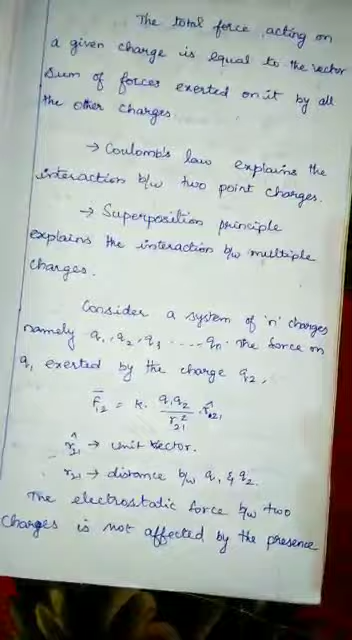 The total force acting on
a given charge is equal to the vector
sum of forces exerted on it by all
the other charges.
→ Coulomb's law explains the
interaction b/w two point charges.
→ Superposition principle
explains the interaction b/w multiple
charges.
Consider a system of 'n' charges
namely q₁, q₂, q₃ .... qₙ. The force on
q₁ exerted by the charge q₂,
F̅₁₂ = k. q₁q₂/r₂₁² . r̂₂₁
r̂₂₁ → unit vector.
r₂₁ → distance b/w q₁ & q₂.
The electrostatic force b/w two
charges is not affected by the presence